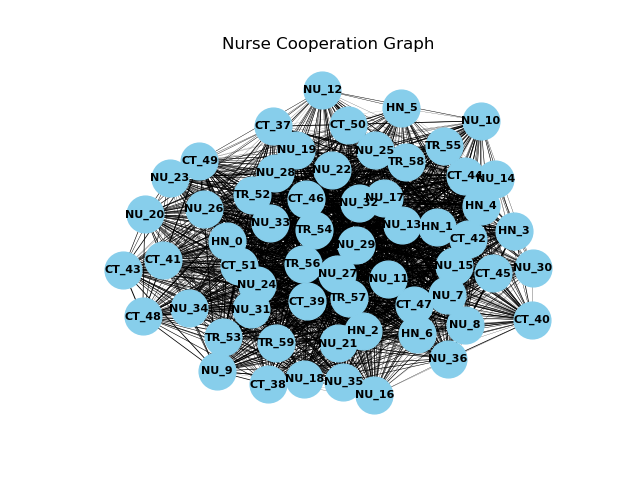 Nurse Cooperation Graph
NU_12
HN_5
NU_10
CT_37
CT_50
TR_55
NU_19
NU_25
CT_49
TR_58
NU_22
NU_28
CT_44
NU_23
NU_14
TR_52
CT_46
NU_17
NU_32
HN_4
NU_26
NU_20
NU_33
NU_13
HN_1
TR_54
HN_3
CT_42
HN_0
NU_29
CT_41
TR_56
CT_51
NU_15
NU_30
CT_43
NU_27
CT_45
NU_11
NU_24
NU_7
TR_57
CT_39
CT_47
NU_34
NU_31
CT_48
CT_40
NU_8
HN_2
HN_6
TR_53
TR_59
NU_21
NU_36
NU_9
NU_18
NU_35
CT_38
NU_16